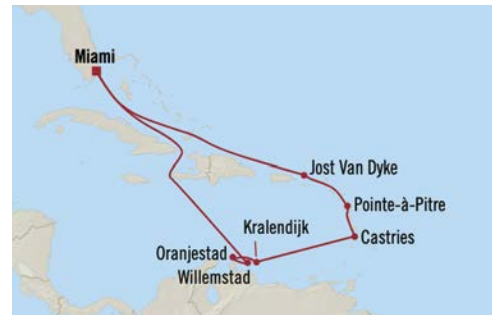 Miami
Jost Van Dyke
Pointe-à-Pitre
Kralendijk
Castries
Oranjestad
Willemstad